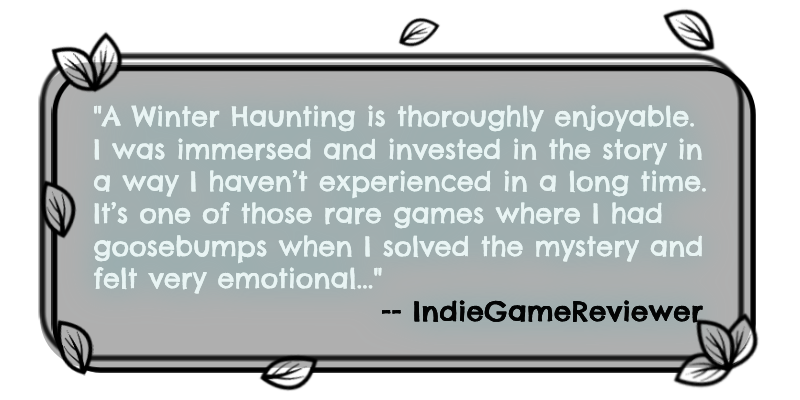 "A Winter Haunting is thoroughly enjoyable.
I was immersed and invested in the story in
a way I haven't experienced in a long time.
It's one of those rare games where I had
goosebumps when I solved the mystery and
felt very emotional..."
-- IndieGameReviewer